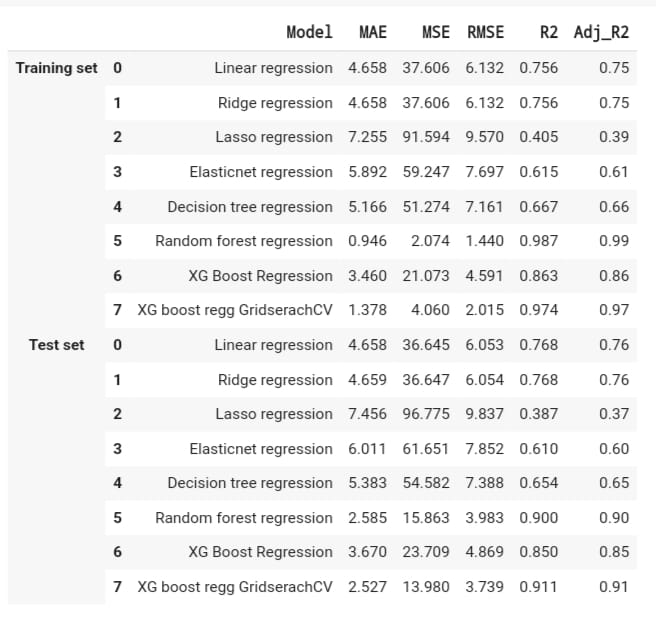 Model MAE MSE RMSE R2 Adj_R2
Training set 0 Linear regression 4.658 37.606 6.132 0.756 0.75
1 Ridge regression 4.658 37.606 6.132 0.756 0.75
2 Lasso regression 7.255 91.594 9.570 0.405 0.39
3 Elasticnet regression 5.892 59.247 7.697 0.615 0.61
4 Decision tree regression 5.166 51.274 7.161 0.667 0.66
5 Random forest regression 0.946 2.074 1.440 0.987 0.99
6 XG Boost Regression 3.460 21.073 4.591 0.863 0.86
7 XG boost regg GridserachCV 1.378 4.060 2.015 0.974 0.97
Test set 0 Linear regression 4.658 36.645 6.053 0.768 0.76
1 Ridge regression 4.659 36.647 6.054 0.768 0.76
2 Lasso regression 7.456 96.775 9.837 0.387 0.37
3 Elasticnet regression 6.011 61.651 7.852 0.610 0.60
4 Decision tree regression 5.383 54.582 7.388 0.654 0.65
5 Random forest regression 2.585 15.863 3.983 0.900 0.90
6 XG Boost Regression 3.670 23.709 4.869 0.850 0.85
7 XG boost regg GridserachCV 2.527 13.980 3.739 0.911 0.91